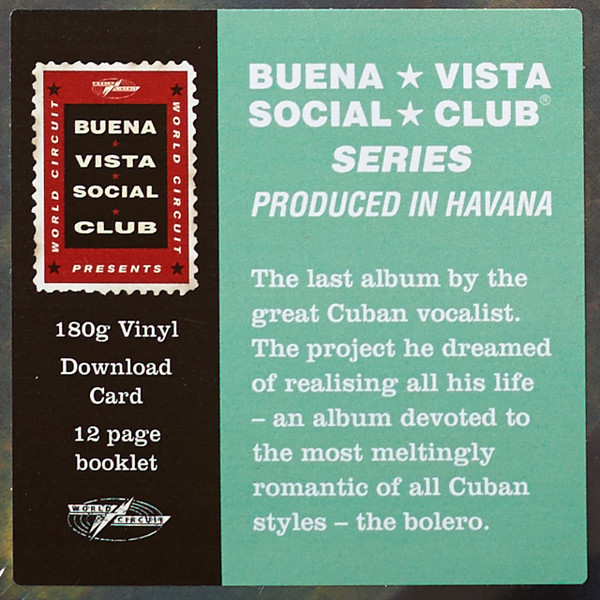 WORLD CIRCUIT
BUENA
VISTA
SOCIAL
CLUB
WORLD CIRCUIT
WORLD CIRCUIT
PRESENTS
180g Vinyl
Download
Card
12 page
booklet
WORLD CIRCUIT
BUENA ★ VISTA
SOCIAL ★ CLUB®
SERIES
PRODUCED IN HAVANA
The last album by the
great Cuban vocalist.
The project he dreamed
of realising all his life
– an album devoted to
the most meltingly
romantic of all Cuban
styles – the bolero.